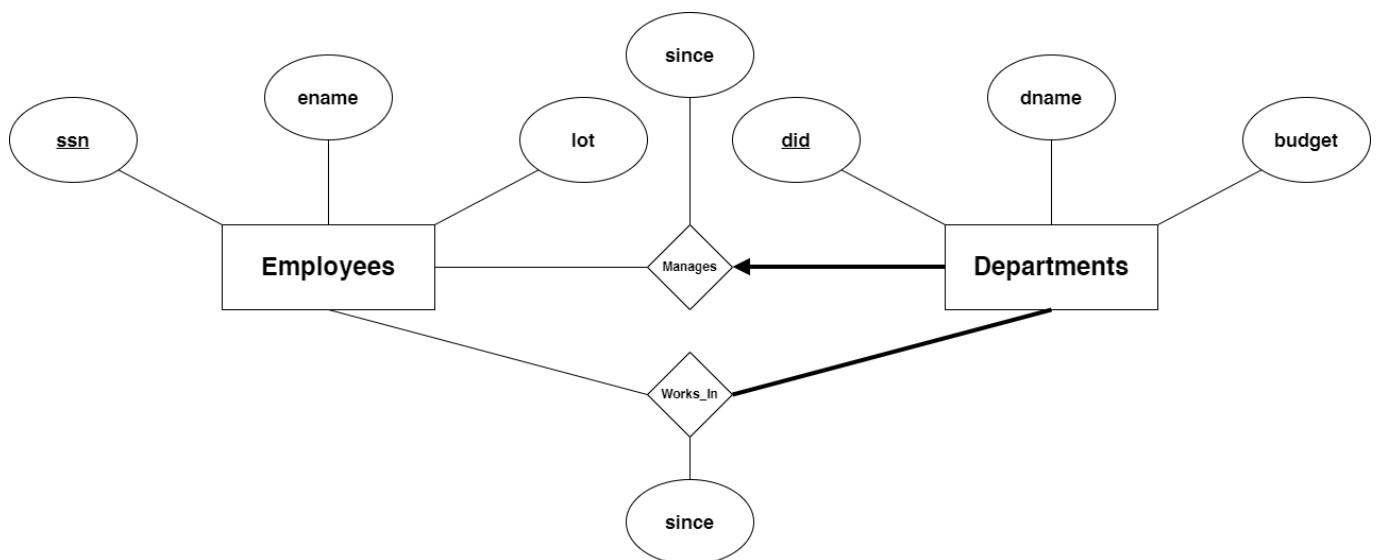 since
ename
dname
ssn
lot
did
budget
Employees
Manages
Departments
Works_In
since